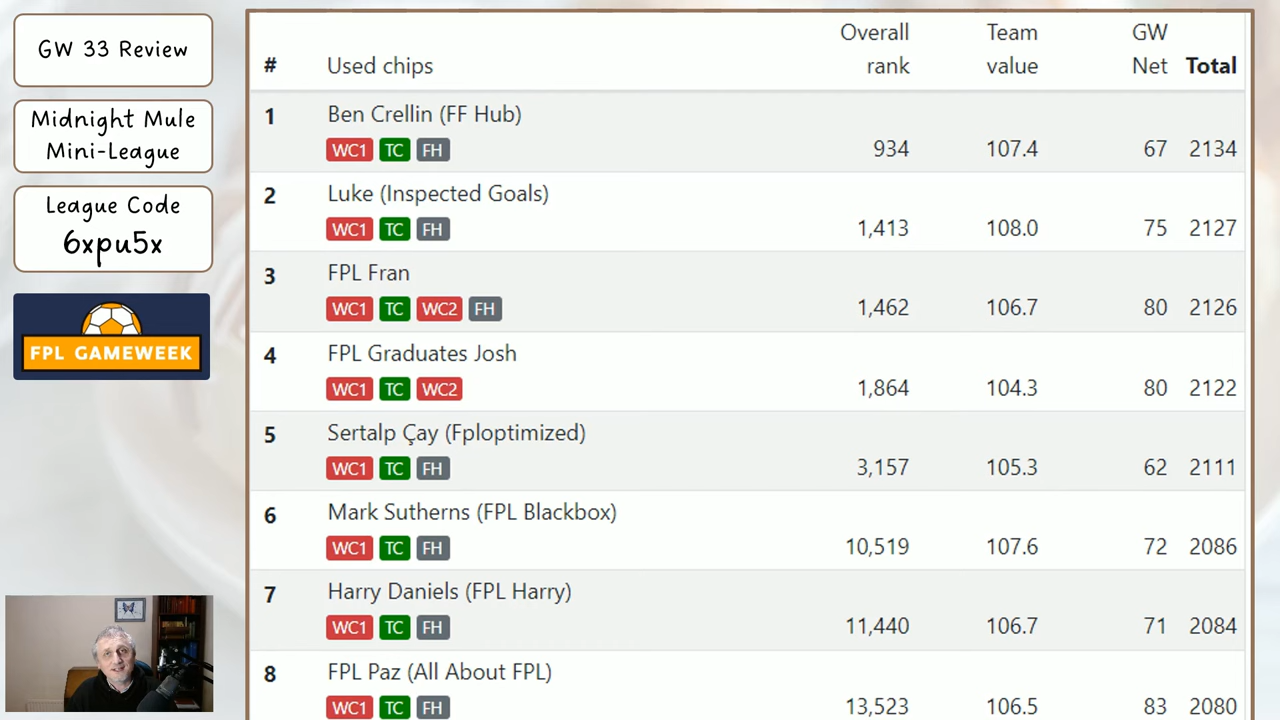 GW 33 Review
Midnight Mule
Mini-League
League Code
6xpu5x
FPL GAMEWEEK
# Used chips Overall rank Team value GW Net Total
1 Ben Crellin (FF Hub)
WC1 TC FH 934 107.4 67 2134
2 Luke (Inspected Goals)
WC1 TC FH 1,413 108.0 75 2127
3 FPL Fran
WC1 TC WC2 FH 1,462 106.7 80 2126
4 FPL Graduates Josh
WC1 TC WC2 1,864 104.3 80 2122
5 Sertalp Çay (Fploptimized)
WC1 TC FH 3,157 105.3 62 2111
6 Mark Sutherns (FPL Blackbox)
WC1 TC FH 10,519 107.6 72 2086
7 Harry Daniels (FPL Harry)
WC1 TC FH 11,440 106.7 71 2084
8 FPL Paz (All About FPL)
WC1 TC FH 13,523 106.5 83 2080